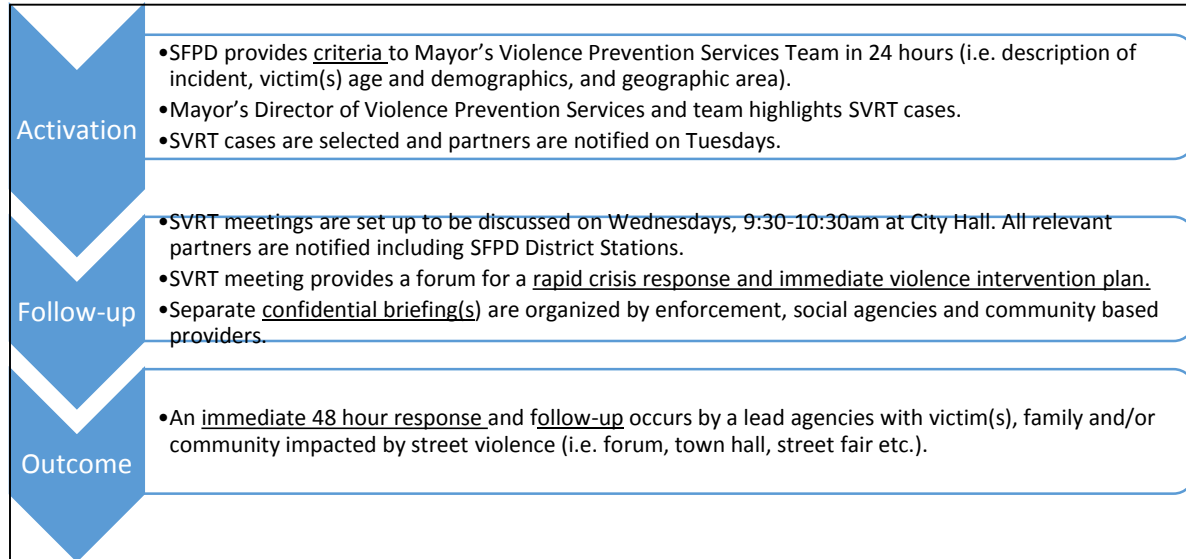 Activation
•SFPD provides criteria to Mayor’s Violence Prevention Services Team in 24 hours (i.e. description of
incident, victim(s) age and demographics, and geographic area).
•Mayor’s Director of Violence Prevention Services and team highlights SVRT cases.
•SVRT cases are selected and partners are notified on Tuesdays.
Follow-up
•SVRT meetings are set up to be discussed on Wednesdays, 9:30-10:30am at City Hall. All relevant
partners are notified including SFPD District Stations.
•SVRT meeting provides a forum for a rapid crisis response and immediate violence intervention plan.
•Separate confidential briefing(s) are organized by enforcement, social agencies and community based
providers.
Outcome
•An immediate 48 hour response and follow-up occurs by a lead agencies with victim(s), family and/or
community impacted by street violence (i.e. forum, town hall, street fair etc.).